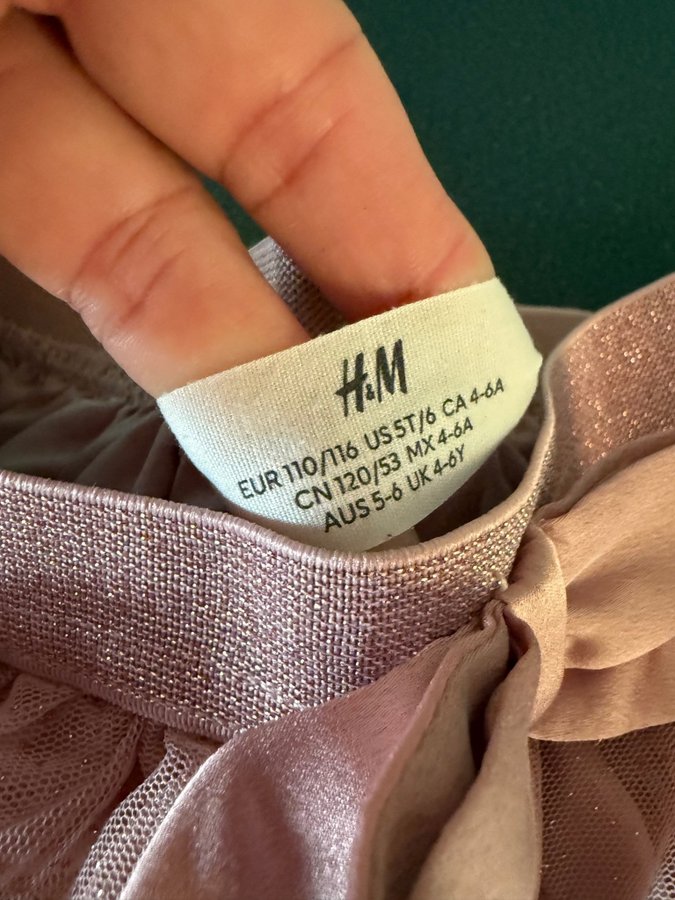 H&M
EUR 110/116 US 5T/6 CA 4-6A
CN 120/53 MX 4-6A
AUS 5-6 UK 4-6Y